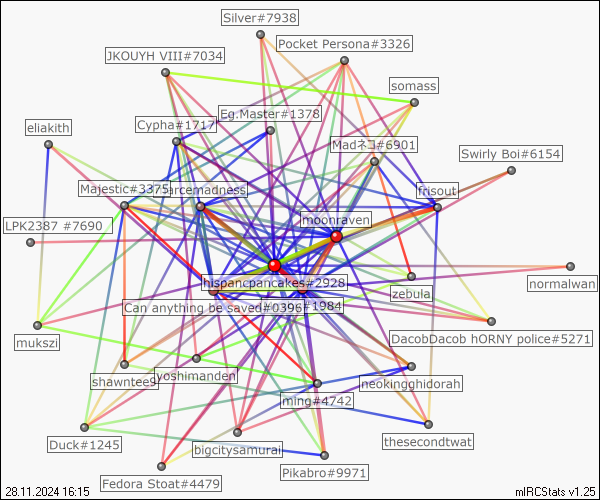 Silver#7938
Pocket Persona#3326
JKOUYH VIII#7034
somass
Eg.Master#1378
Cypha#1717
eliakith
Madネコ#6901
Swirly Boi#6154
Majestic#3375
arcemadness
frisout
moonraven
LPK2387 #7690
hispancpancakes#2928
normalwan
zebula
Can anything be saved#0396
1984
DacobDacob hORNY police#5271
mukszi
shawntee9
yoshimanden
neokingghidorah
ming#4742
Duck#1245
thesecondtwat
bigcitysamurai
Pikabro#9971
Fedora Stoat#4479
28.11.2024 16:15
mIRCStats v1.25